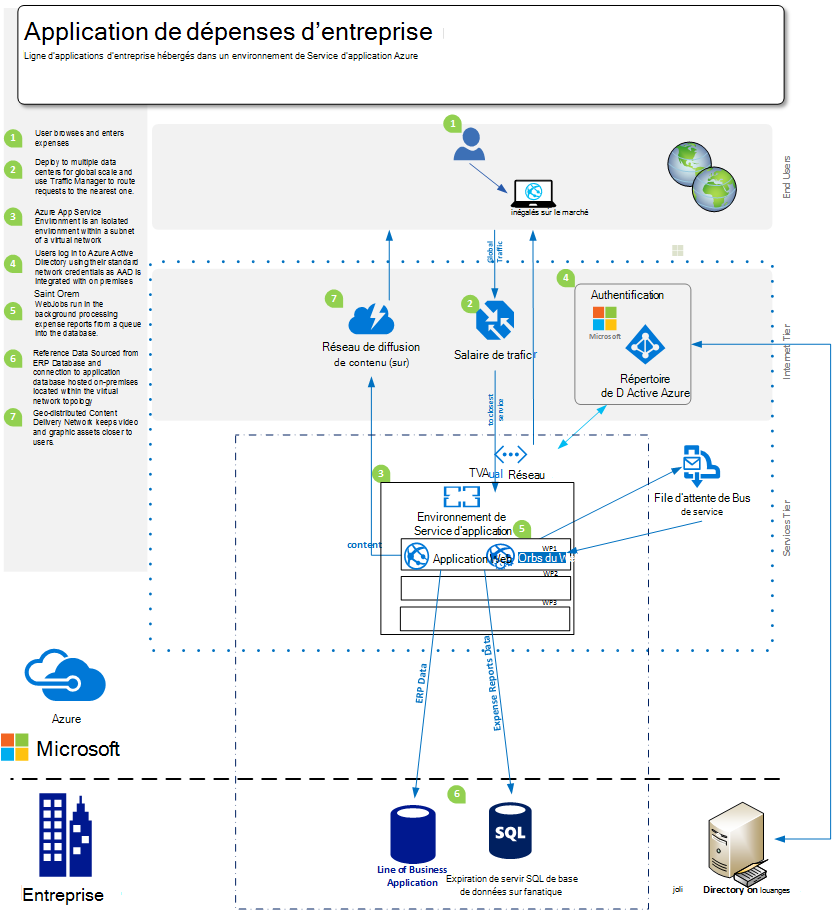 Application de dépenses d'entreprise
Ligne d'applications d'entreprise hébergés dans un environnement de Service d'application Azure
1
User browses and enters
expenses
2
Deploy to multiple data
centers for global scale and
use Traffic Manager to route
requests to the nearest one.
3
Azure App Service
Environment is an isolated
environment within a subnet
of a virtual network
4
Users log in to Azure Active
Directory using their standard
network credentials as AAD is
integrated with on premises
Saint Orem
5
WebJobs run in the
background processing
expense reports from a queue
into the database.
6
Reference Data Sourced from
ERP Database and
connection to application
database hosted on-premises
located within the virtual
network topology
7
Geo-distributed Content
Delivery Network keeps video
and graphic assets closer to
users.
1
inégalés sur le marché
End Users
Global
Traffic
7
Réseau de diffusion
de contenu (sur)
2
Salaire de trafic
4
Authentification
Microsoft
Répertoire
de D Active Azure
Internet Tier
to closest
service
TVAual Réseau
3
Environnement de
Service d'application
5
File d'attente de Bus
de service
Services Tier
content
WP1
Application Web
Orbs du We
WP2
WP3
ERP Data
Expense Reports Data
Azure
Microsoft
6
SQL
Line of Business
Application
Expiration de servir SQL de base
de données sur fanatique
Entreprise
joli
Directory on louanges